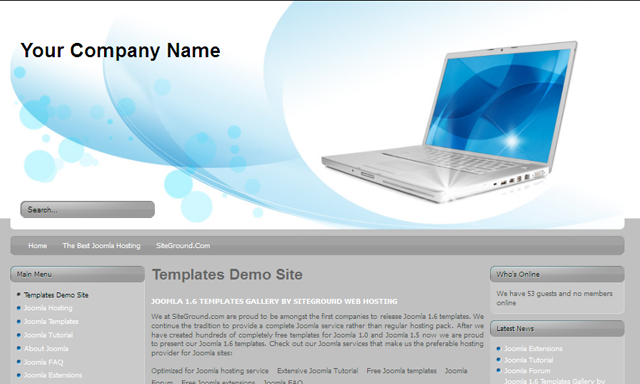 Your Company Name
Search...
Home The Best Joomla Hosting SiteGround.Com
Main Menu
Templates Demo Site
Joomla Hosting
Joomla Templates
Joomla Tutorial
About Joomla
Joomla FAQ
Joomla Extensions
Templates Demo Site
JOOMLA 1.6 TEMPLATES GALLERY BY SITEGROUND WEB HOSTING
We at SiteGround.com are proud to be amongst the first companies to release Joomla 1.6 templates. We
continue the tradition to provide a complete Joomla service rather than regular hosting pack. After we
have created hundreds of completely free templates for Joomla 1.0 and Joomla 1.5 now we are proud
to present our Joomla 1.6 templates. Check out our Joomla services that make us the preferable hosting
provider for Joomla sites:
Optimized for Joomla hosting service Extensive Joomla Tutorial Free Joomla templates Joomla
Forum Free Joomla extensions Joomla FAQ
Who's Online
We have 53 guests and no members
online
Latest News
Joomla Extensions
Joomla Tutorial
Joomla Forum
Joomla 1.6 Templates Gallery by